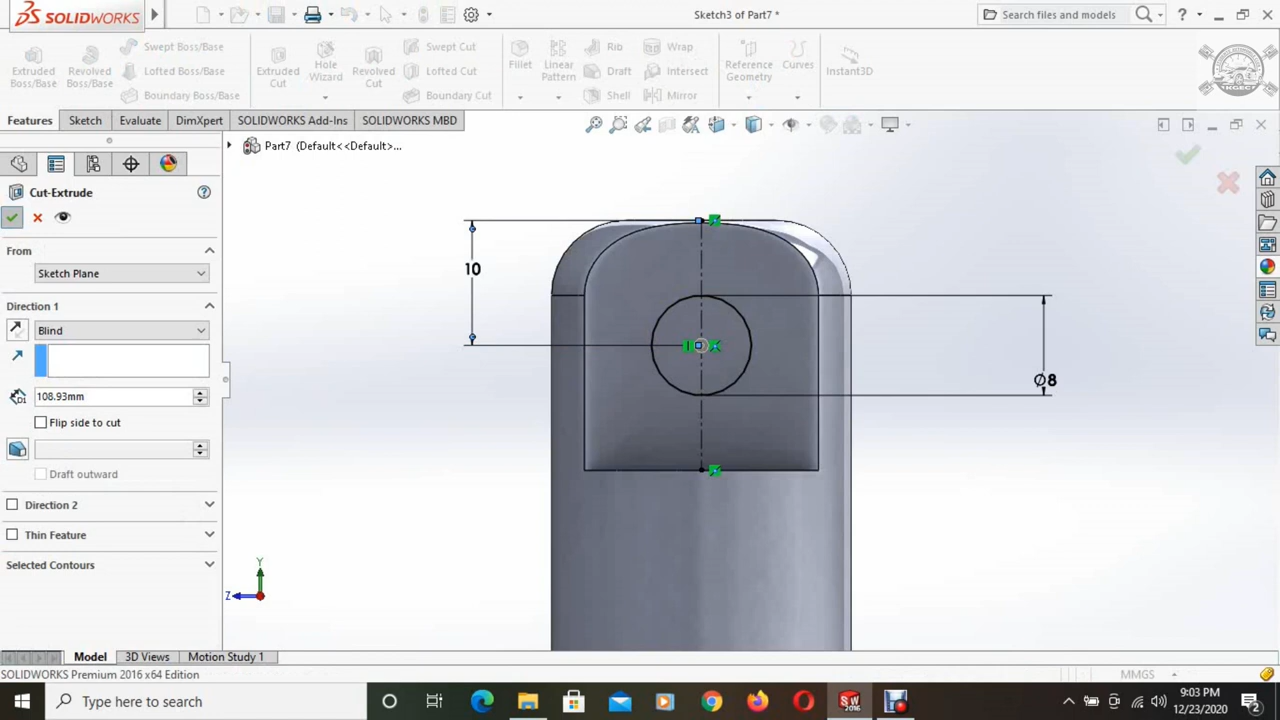 SOLIDWORKS
Sketch3 of Part7 *
Search files and models
Extruded Boss/Base
Revolved Boss/Base
Swept Boss/Base
Lofted Boss/Base
Boundary Boss/Base
Extruded Cut
Hole Wizard
Revolved Cut
Swept Cut
Lofted Cut
Boundary Cut
Fillet
Linear Pattern
Rib
Draft
Shell
Wrap
Intersect
Mirror
Reference Geometry
Curves
Instant3D
KGEC
Features
Sketch
Evaluate
DimXpert
SOLIDWORKS Add-Ins
SOLIDWORKS MBD
Part7 (Default<<Default>...
Cut-Extrude
From
Sketch Plane
Direction 1
Blind
108.93mm
Flip side to cut
Draft outward
Direction 2
Thin Feature
Selected Contours
10
Ø8
Y
Z
Model
3D Views
Motion Study 1
SOLIDWORKS Premium 2016 x64 Edition
MMGS
Type here to search
SW
2016
9:03 PM
12/23/2020
2